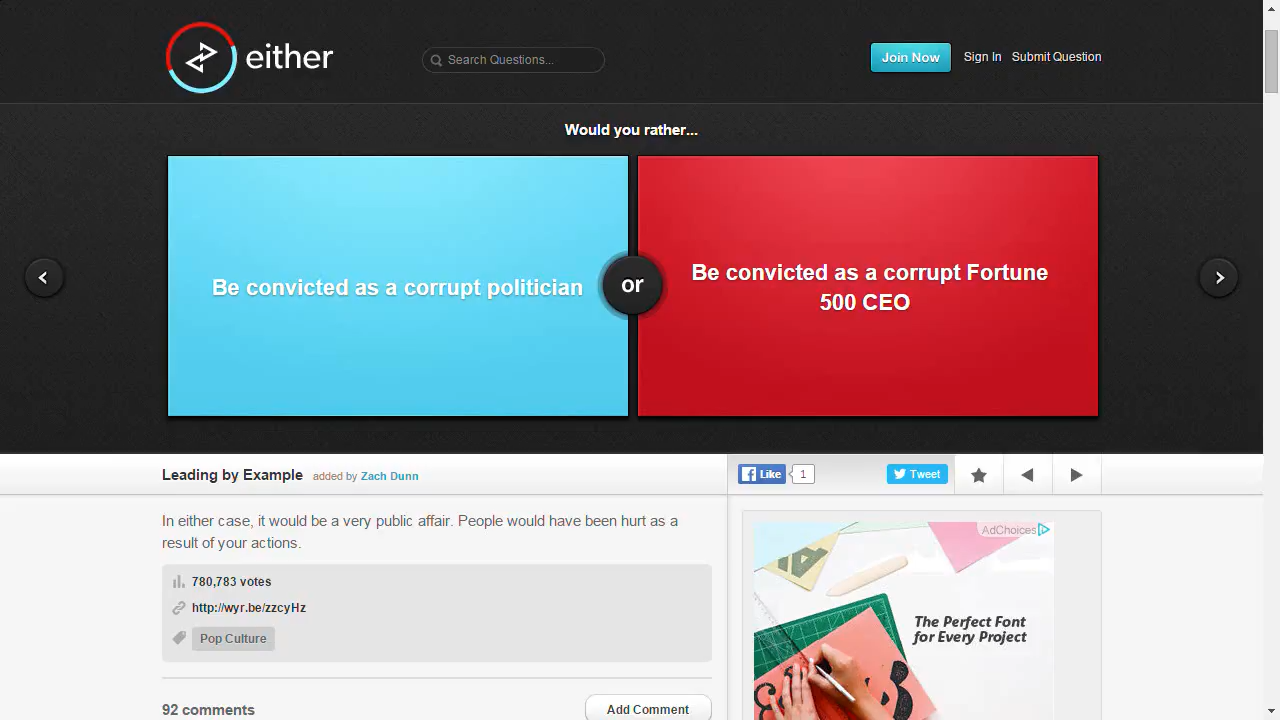 either
Search Questions...
Join Now
Sign In
Submit Question
Would you rather...
Be convicted as a corrupt politician
or
Be convicted as a corrupt Fortune
500 CEO
Leading by Example added by Zach Dunn
Like
1
Tweet
In either case, it would be a very public affair. People would have been hurt as a
result of your actions.
780,783 votes
http://wyr.be/zzcyHz
Pop Culture
92 comments
Add Comment
AdChoices
The Perfect Font
for Every Project